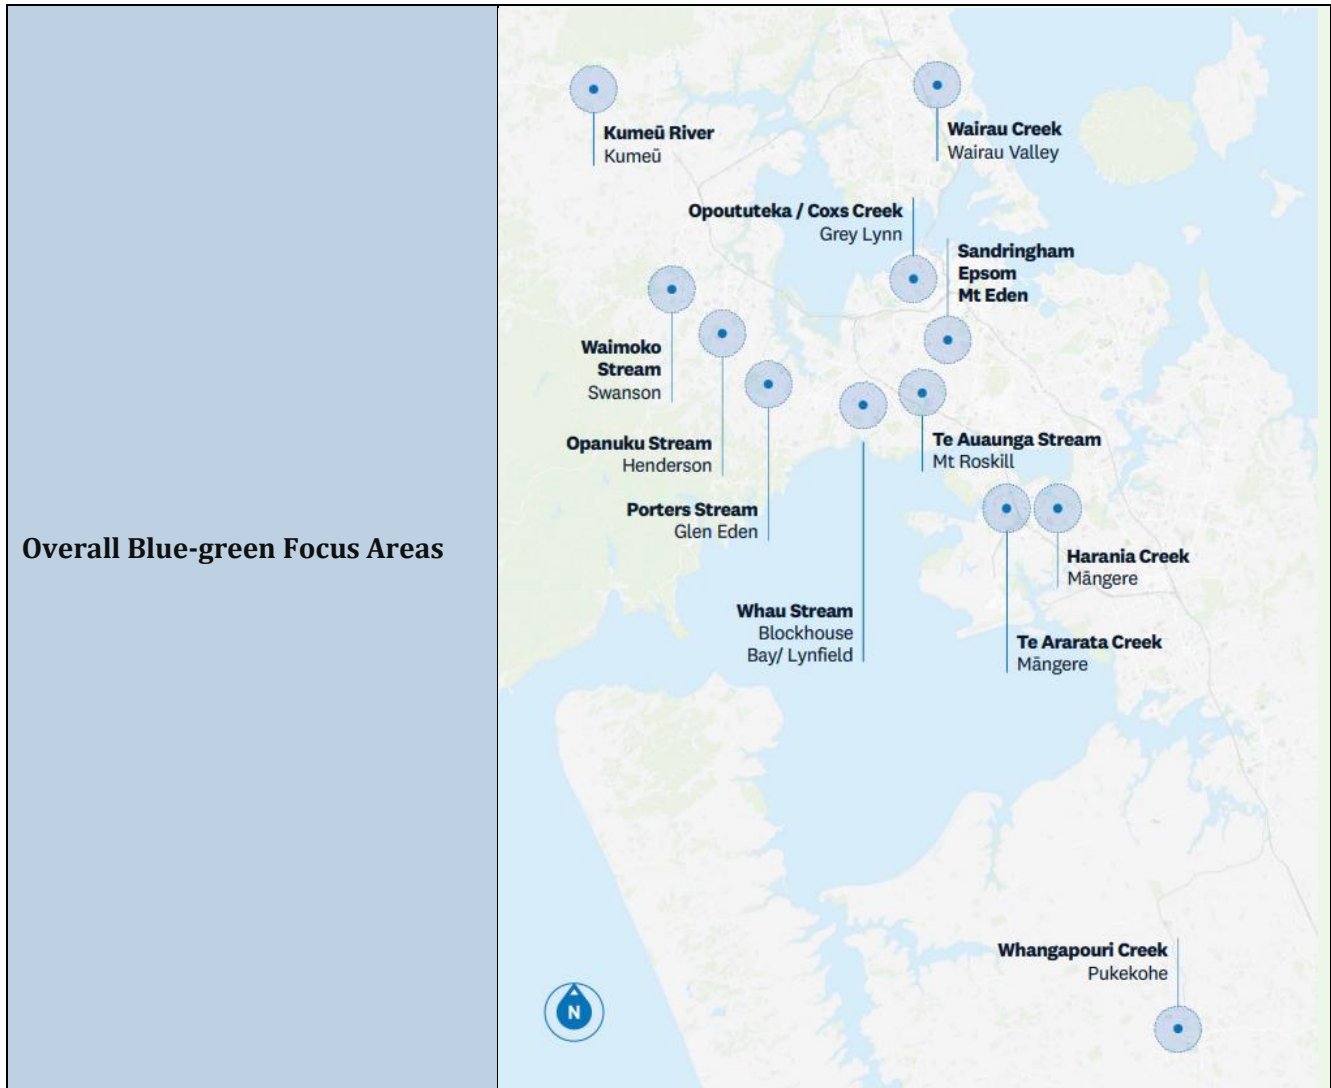 Overall Blue-green Focus Areas
Kumeū River
Kumeū
Wairau Creek
Wairau Valley
Opoututeka / Coxs Creek
Grey Lynn
Sandringham
Epsom
Mt Eden
Waimoko
Stream
Swanson
Opanuku Stream
Henderson
Te Auaunga Stream
Mt Roskill
Porters Stream
Glen Eden
Harania Creek
Māngere
Whau Stream
Blockhouse
Bay/ Lynfield
Te Ararata Creek
Māngere
Whangapouri Creek
Pukekohe
N